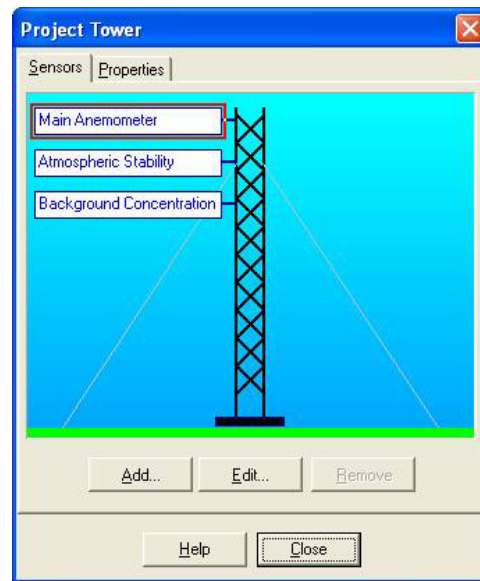 Project Tower
Sensors Properties
Main Anemometer
Atmospheric Stability
Background Concentration
Add... Edit... Remove
Help Close